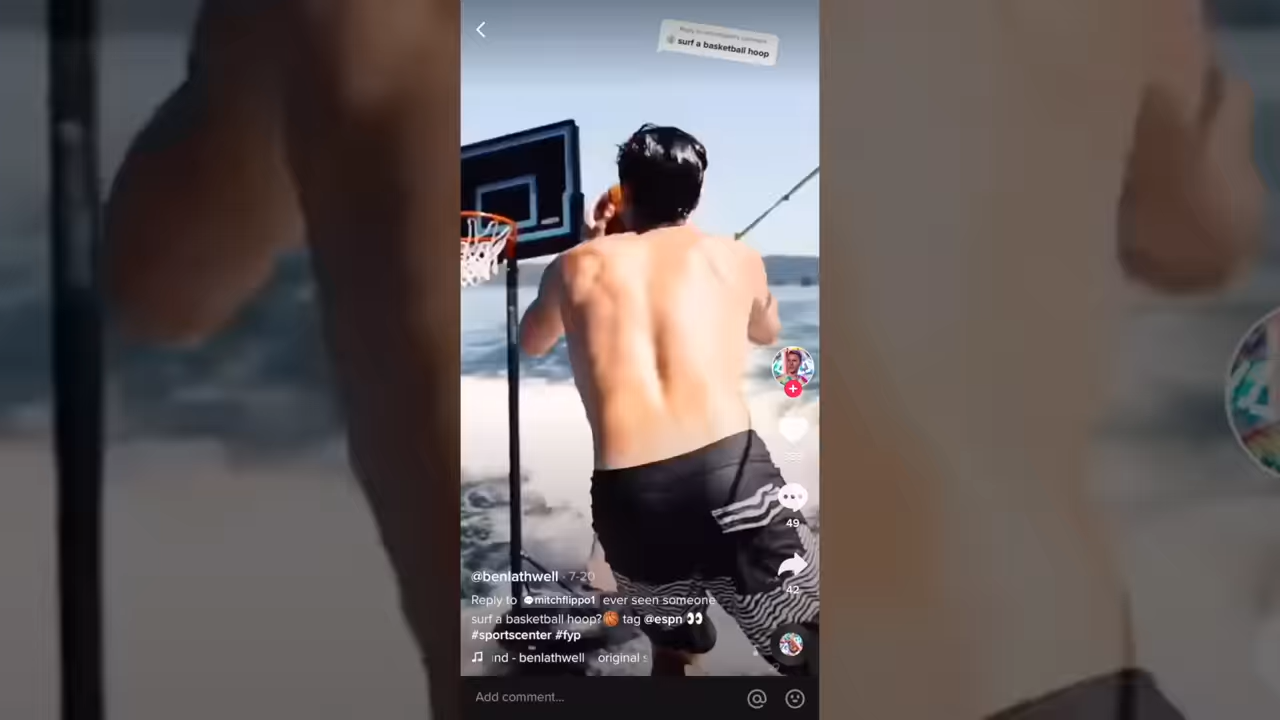 surf a basketball hoop
@benlathwell · 7-20
Reply to mitchflippo1 ever seen someone
surf a basketball hoop?🏀 tag @espn 👀
#sportscenter #fyp
nd - benlathwell original s
49
42
Add comment...